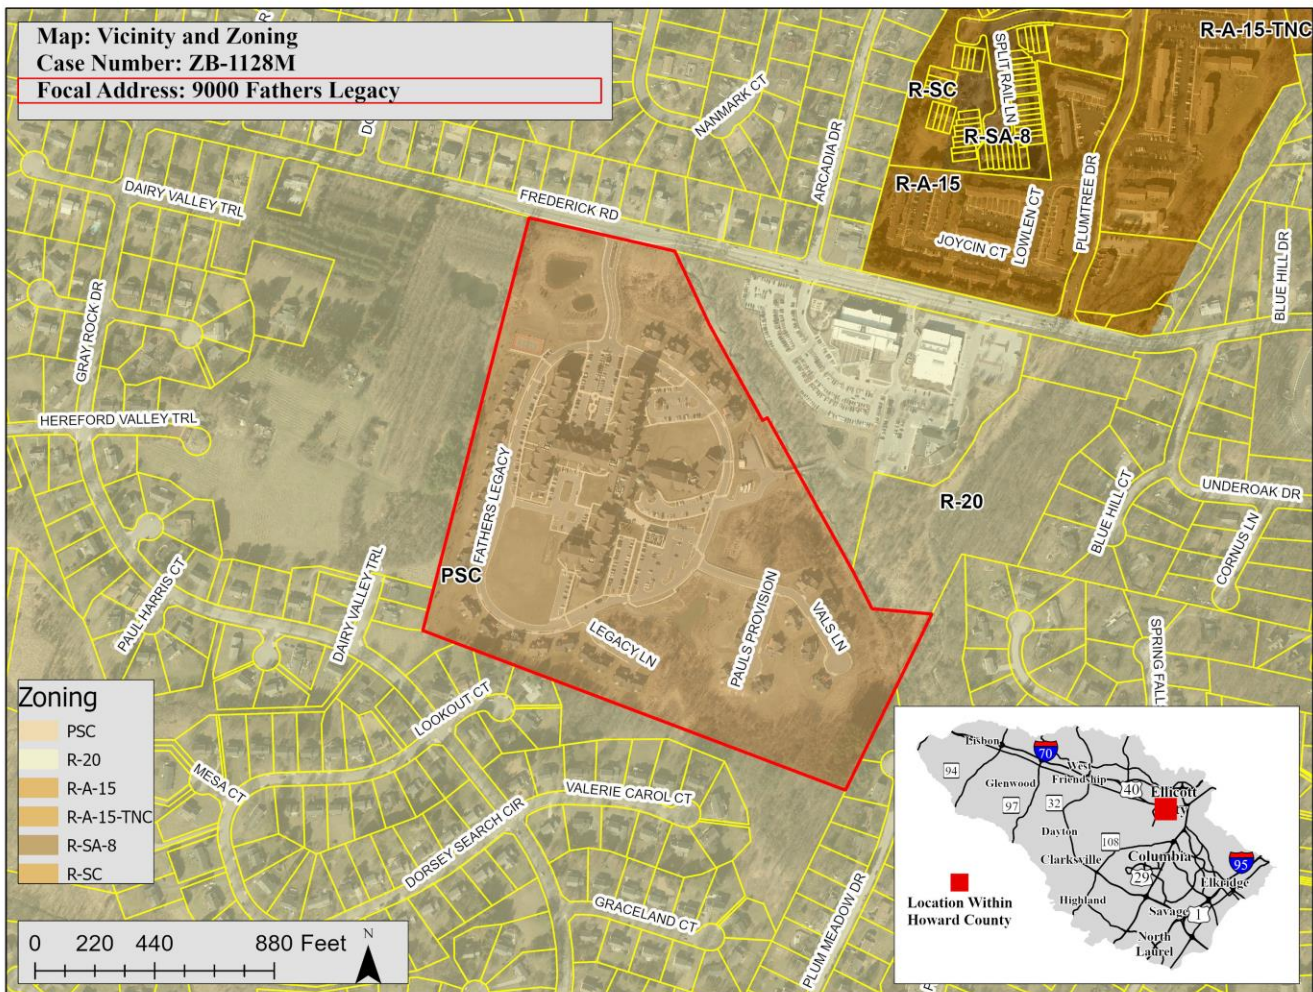 Map: Vicinity and Zoning
Case Number: ZB-1128M
Focal Address: 9000 Fathers Legacy
R-A-15-TNC
SPLIT RAIL LN
R-SC
NANMARK CT
ARCADIA DR
R-SA-8
DAIRY VALLEY TRL
R-A-15
FREDERICK RD
LOWLEN CT
PLUMTREE DR
JOYCIN CT
BLUE HILL DR
GRAY ROCK DR
HEREFORD VALLEY TRL
FATHERS LEGACY
R-20
BLUE HILL CT
UNDEROAK DR
CORNUS LN
PSC
PAUL HARRIS CT
DAIRY VALLEY TRL
LEGACY LN
PAULS PROVISION
VALS LN
SPRING FALL
LOOKOUT CT
MESA CT
VALERIE CAROL CT
DORSEY SEARCH CIR
GRACELAND CT
PLUM MEADOW DR
Zoning
PSC
R-20
R-A-15
R-A-15-TNC
R-SA-8
R-SC
0 220 440 880 Feet
N
Lisbon
70
94
West
Friendship
Glenwood
40
Ellicott
97
32
Dayton
108
Clarksville
Columbia
95
29
Elkridge
Highland
Savage
1
North
Laurel
Location Within
Howard County